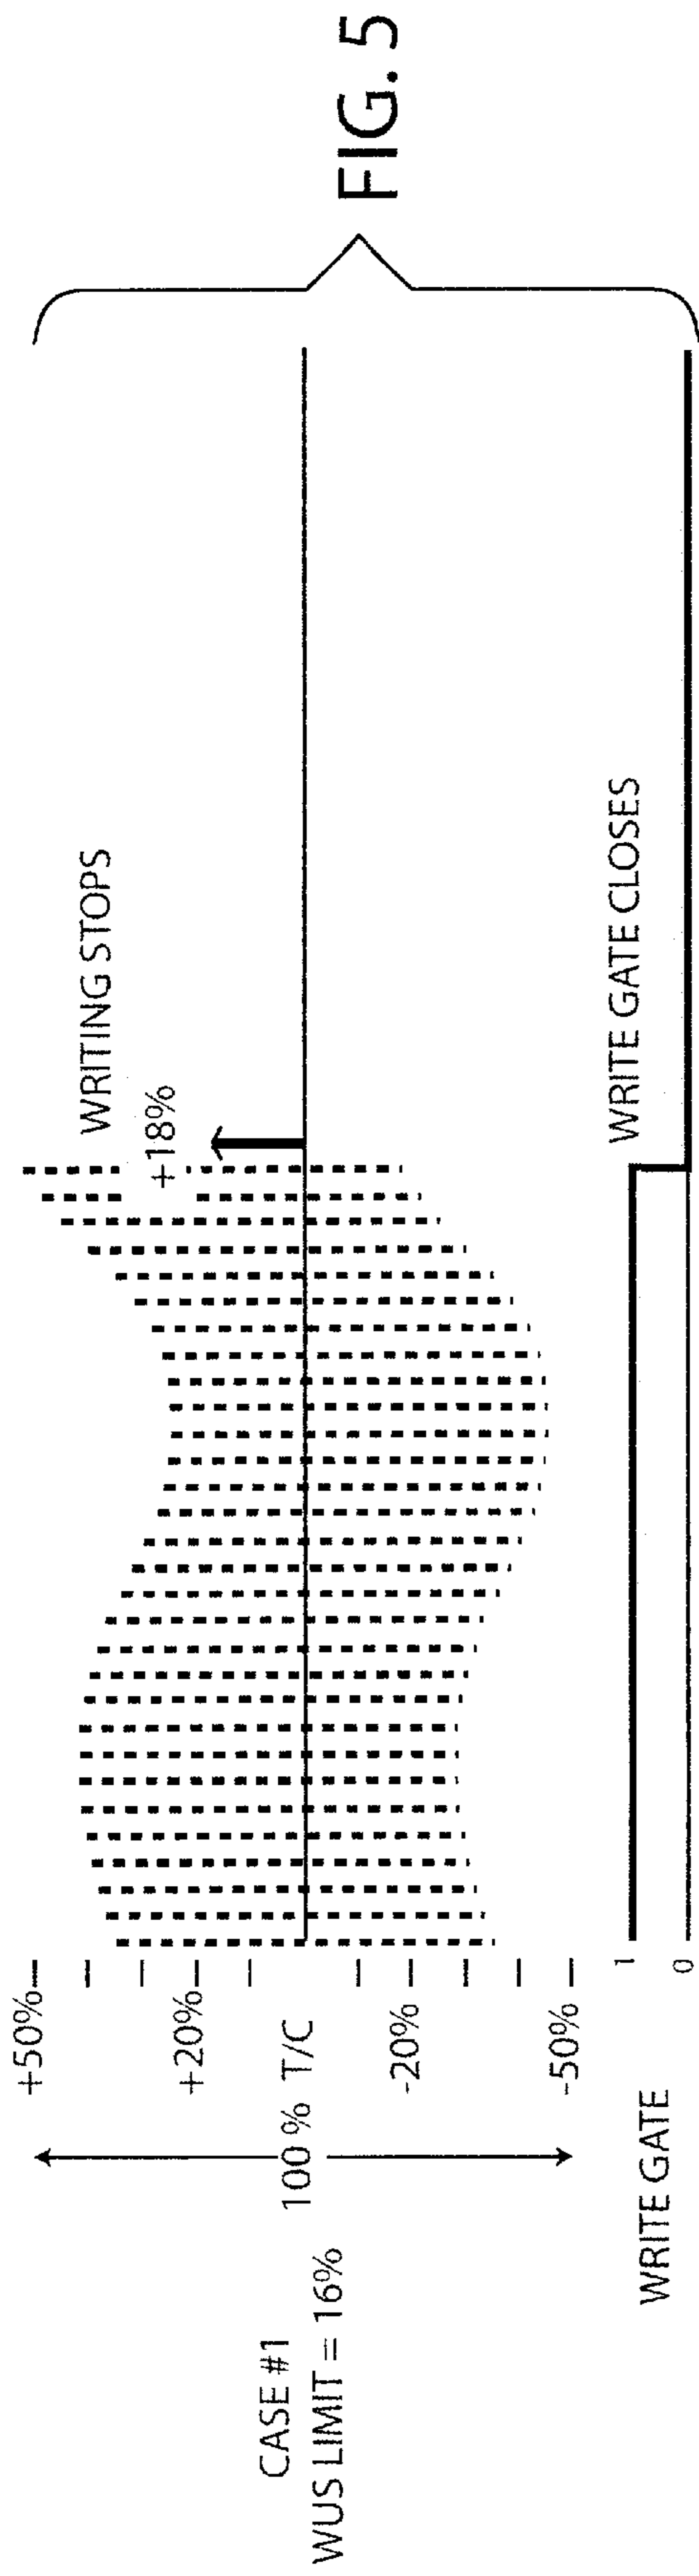 CASE #1
WUS LIMIT = 16%
100 % T/C
+50%
+20%
-20%
-50%
WRITING STOPS
+18%
WRITE GATE
1
0
WRITE GATE CLOSES
FIG. 5